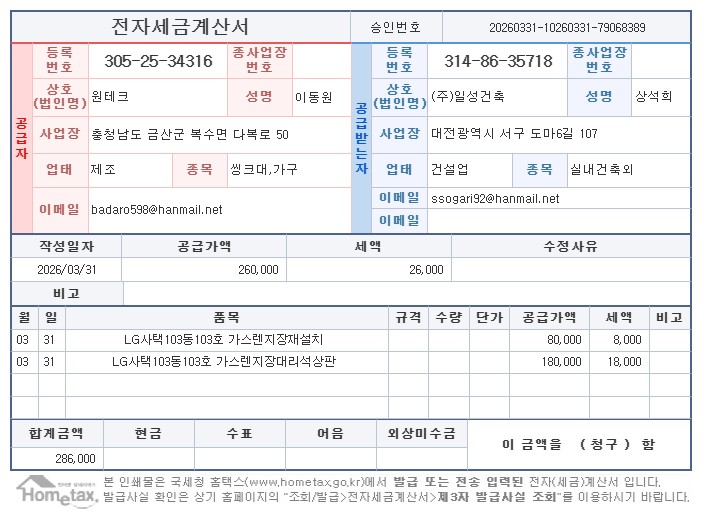 전자세금계산서 승인번호 20260331-10260331-79068389
공급자
등록번호 305-25-34316 종사업장번호
상호(법인명) 원테크 성명 이동원
사업장 충청남도 금산군 복수면 다복로 50
업태 제조 종목 씽크대,가구
이메일 badaro598@hanmail.net
공급받는자
등록번호 314-86-35718 종사업장번호
상호(법인명) (주)일성건축 성명 상석희
사업장 대전광역시 서구 도마6길 107
업태 건설업 종목 실내건축외
이메일 ssogari92@hanmail.net
이메일
작성일자 공급가액 세액 수정사유
2026/03/31 260,000 26,000
비고
월 일 품목 규격 수량 단가 공급가액 세액 비고
03 31 LG사택103동103호 가스렌지장재설치 80,000 8,000
03 31 LG사택103동103호 가스렌지장대리석상판 180,000 18,000
합계금액 현금 수표 어음 외상미수금 이 금액을 ( 청구 ) 함
286,000
Hometax. 본 인쇄물은 국세청 홈택스(www.hometax.go.kr)에서 발급 또는 전송 입력된 전자(세금)계산서 입니다.
발급사실 확인은 상기 홈페이지의 "조회/발급>전자세금계산서>제3자 발급사실 조회"를 이용하시기 바랍니다.